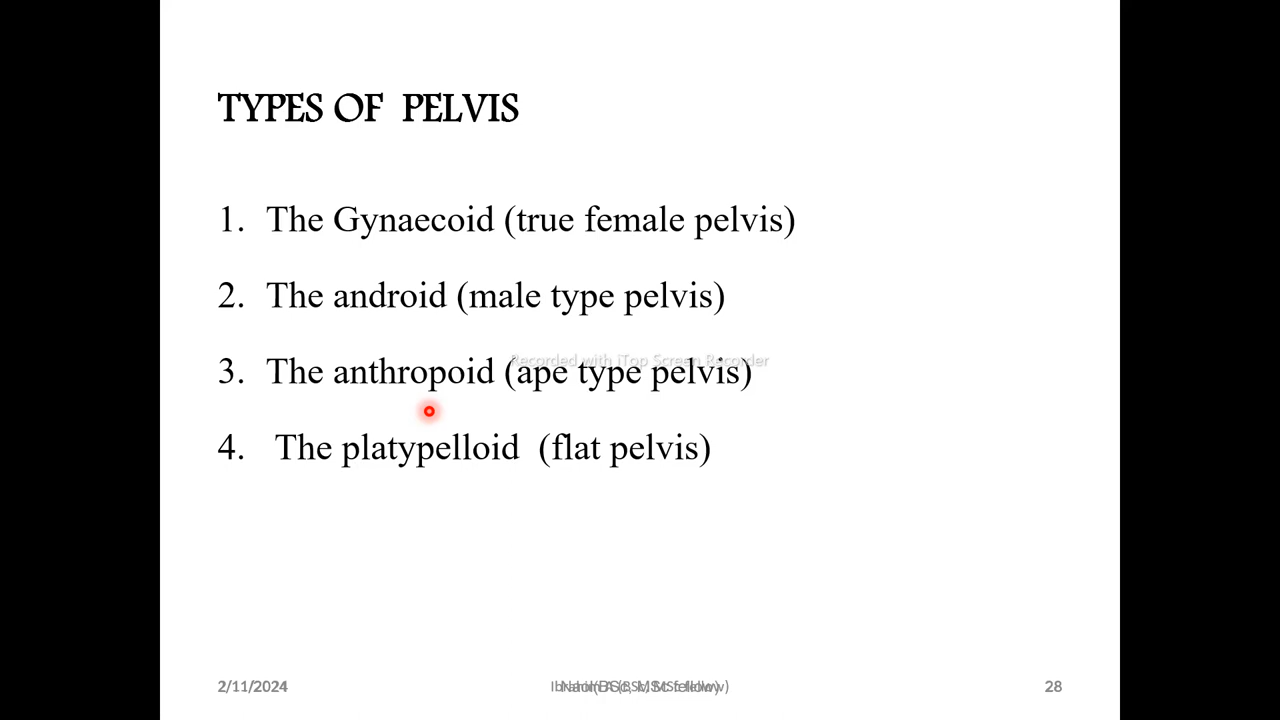 TYPES OF PELVIS
1. The Gynaecoid (true female pelvis)
2. The android (male type pelvis)
Recorded with iTop Screen Recorder
3. The anthropoid (ape type pelvis)
4. The platypelloid (flat pelvis)
2/11/2024
28